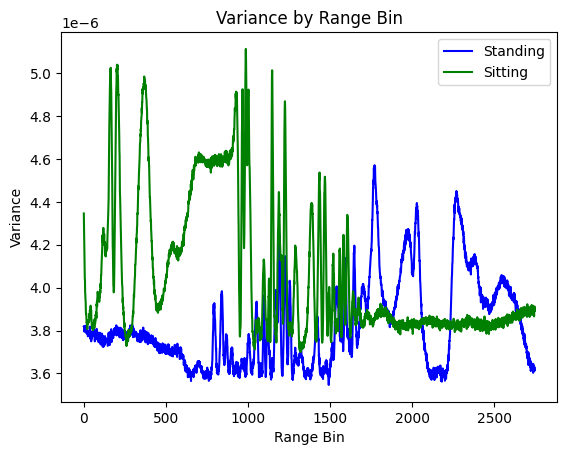 Variance by Range Bin
1e−6
Standing
Sitting
5.0
4.8
4.6
4.4
4.2
4.0
3.8
3.6
Variance
0 500 1000 1500 2000 2500
Range Bin